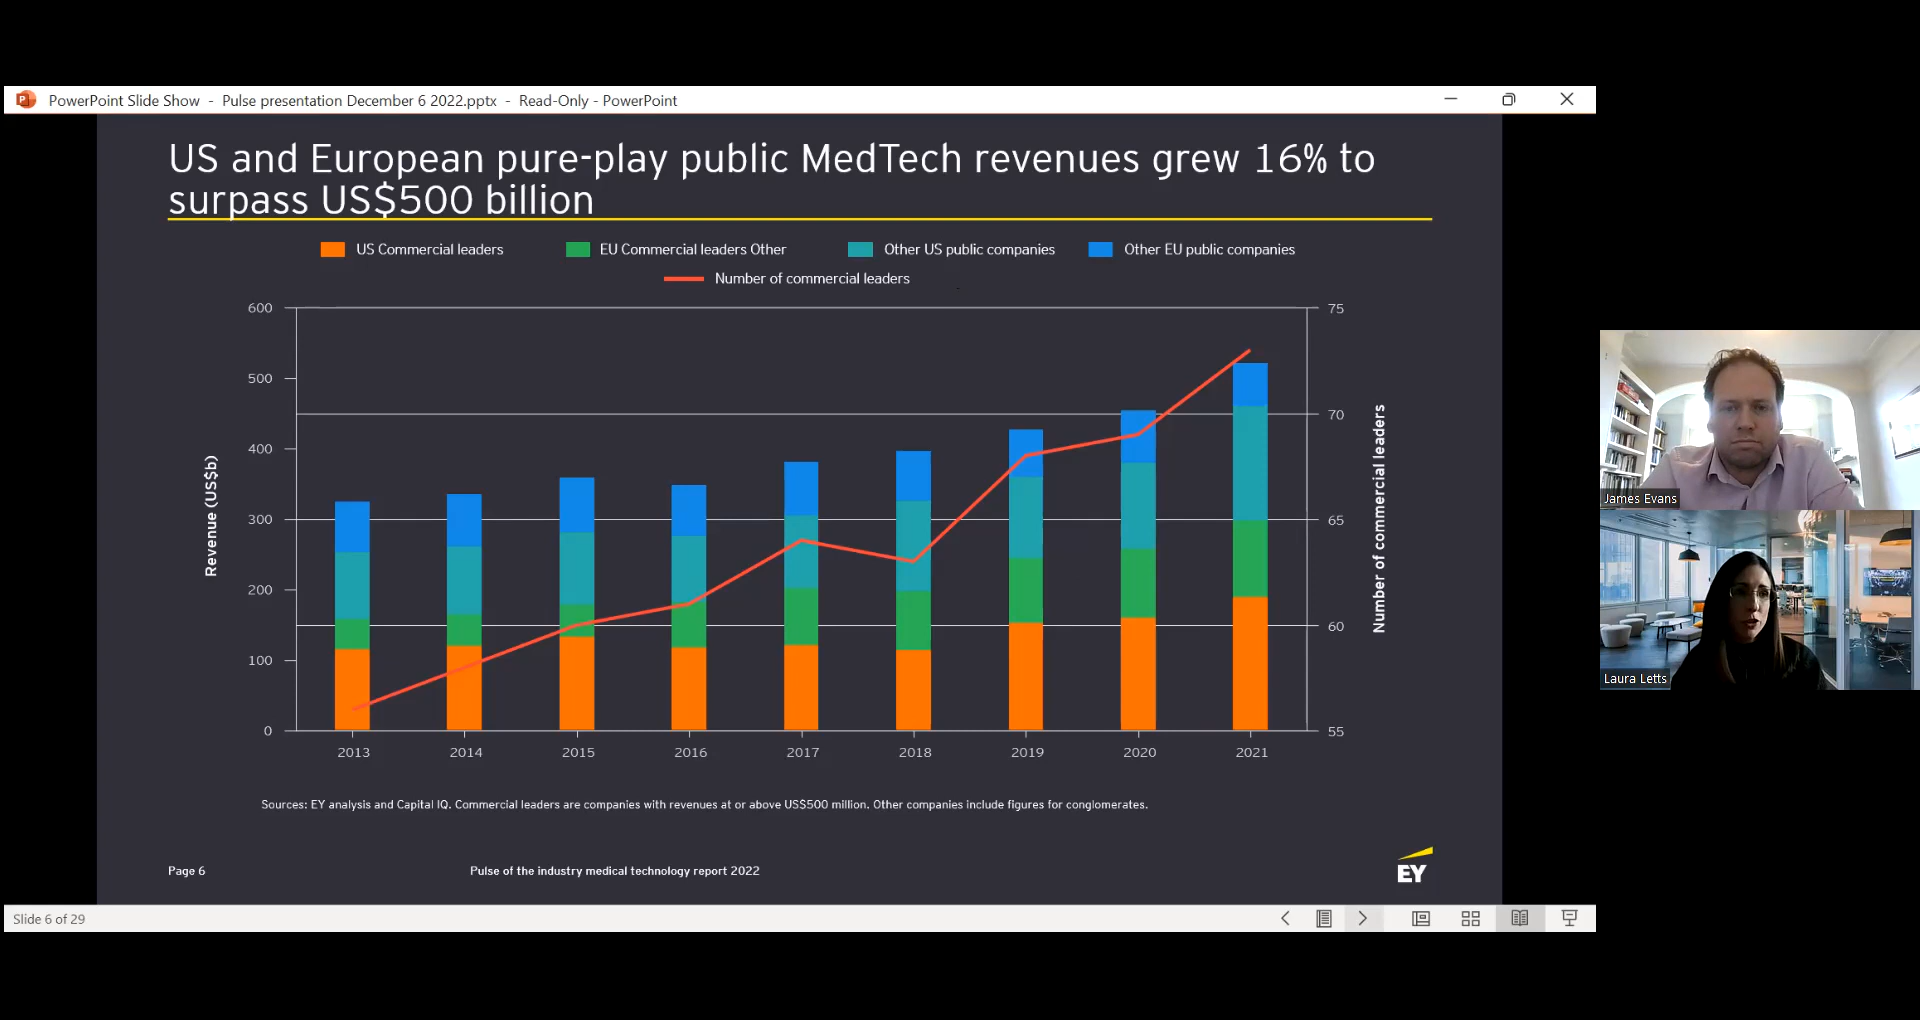 PowerPoint Slide Show - Pulse presentation December 6 2022.pptx - Read-Only - PowerPoint
US and European pure-play public MedTech revenues grew 16% to
surpass US$500 billion
US Commercial leaders
EU Commercial leaders Other
Other US public companies
Other EU public companies
Number of commercial leaders
600
500
400
300
200
100
0
Revenue (US$b)
75
70
65
60
55
Number of commercial leaders
2013
2014
2015
2016
2017
2018
2019
2020
2021
Sources: EY analysis and Capital IQ. Commercial leaders are companies with revenues at or above US$500 million. Other companies include figures for conglomerates.
Page 6
Pulse of the industry medical technology report 2022
EY
Slide 6 of 29
James Evans
Laura Letts